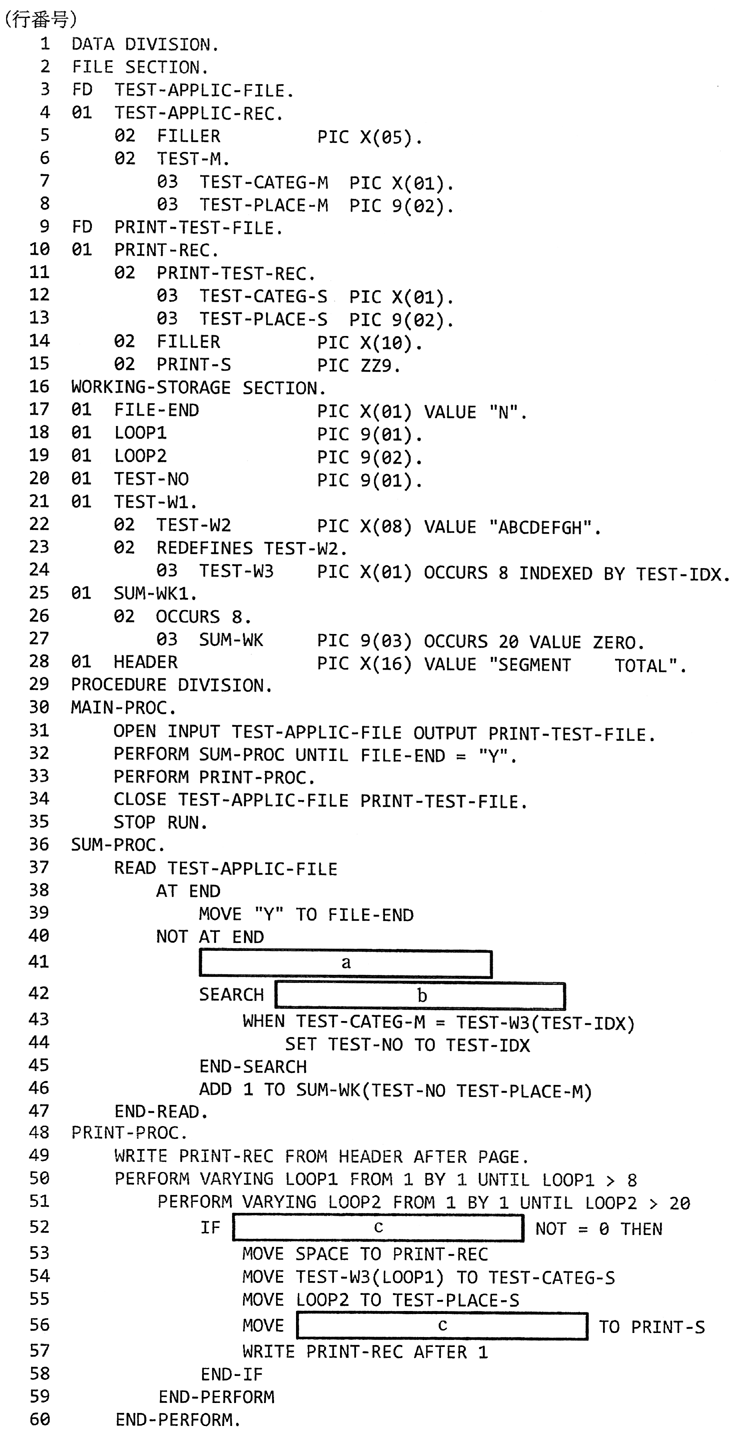 (行番号)
1 DATA DIVISION.
2 FILE SECTION.
3 FD TEST-APPLIC-FILE.
4 01 TEST-APPLIC-REC.
5 02 FILLER PIC X(05).
6 02 TEST-M.
7 03 TEST-CATEG-M PIC X(01).
8 03 TEST-PLACE-M PIC 9(02).
9 FD PRINT-TEST-FILE.
10 01 PRINT-REC.
11 02 PRINT-TEST-REC.
12 03 TEST-CATEG-S PIC X(01).
13 03 TEST-PLACE-S PIC 9(02).
14 02 FILLER PIC X(10).
15 02 PRINT-S PIC ZZ9.
16 WORKING-STORAGE SECTION.
17 01 FILE-END PIC X(01) VALUE "N".
18 01 LOOP1 PIC 9(01).
19 01 LOOP2 PIC 9(02).
20 01 TEST-NO PIC 9(01).
21 01 TEST-W1.
22 02 TEST-W2 PIC X(08) VALUE "ABCDEFGH".
23 02 REDEFINES TEST-W2.
24 03 TEST-W3 PIC X(01) OCCURS 8 INDEXED BY TEST-IDX.
25 01 SUM-WK1.
26 02 OCCURS 8.
27 03 SUM-WK PIC 9(03) OCCURS 20 VALUE ZERO.
28 01 HEADER PIC X(16) VALUE "SEGMENT    TOTAL".
29 PROCEDURE DIVISION.
30 MAIN-PROC.
31 OPEN INPUT TEST-APPLIC-FILE OUTPUT PRINT-TEST-FILE.
32 PERFORM SUM-PROC UNTIL FILE-END = "Y".
33 PERFORM PRINT-PROC.
34 CLOSE TEST-APPLIC-FILE PRINT-TEST-FILE.
35 STOP RUN.
36 SUM-PROC.
37 READ TEST-APPLIC-FILE
38 AT END
39 MOVE "Y" TO FILE-END
40 NOT AT END
41 a
42 SEARCH b
43 WHEN TEST-CATEG-M = TEST-W3(TEST-IDX)
44 SET TEST-NO TO TEST-IDX
45 END-SEARCH
46 ADD 1 TO SUM-WK(TEST-NO TEST-PLACE-M)
47 END-READ.
48 PRINT-PROC.
49 WRITE PRINT-REC FROM HEADER AFTER PAGE.
50 PERFORM VARYING LOOP1 FROM 1 BY 1 UNTIL LOOP1 > 8
51 PERFORM VARYING LOOP2 FROM 1 BY 1 UNTIL LOOP2 > 20
52 IF c NOT = 0 THEN
53 MOVE SPACE TO PRINT-REC
54 MOVE TEST-W3(LOOP1) TO TEST-CATEG-S
55 MOVE LOOP2 TO TEST-PLACE-S
56 MOVE c TO PRINT-S
57 WRITE PRINT-REC AFTER 1
58 END-IF
59 END-PERFORM
60 END-PERFORM.